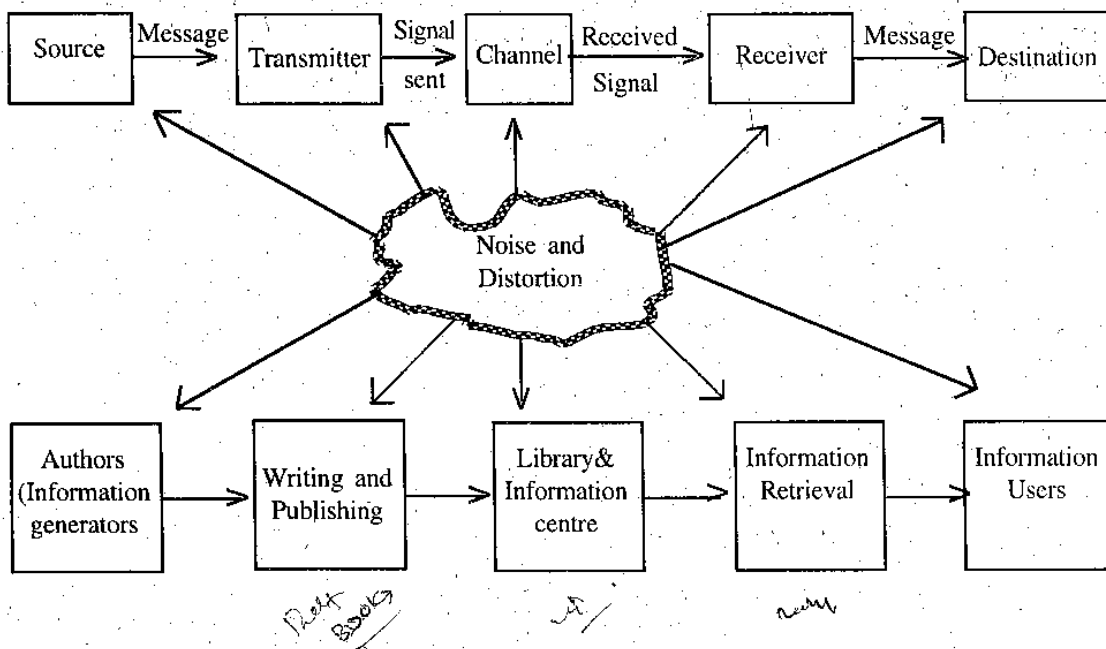 Source
Message
Transmitter
Signal
sent
Channel
Received
Signal
Receiver
Message
Destination
Noise and
Distortion
Authors
(Information
generators
Writing and
Publishing
Library&
Information
centre
Information
Retrieval
Information
Users
Books